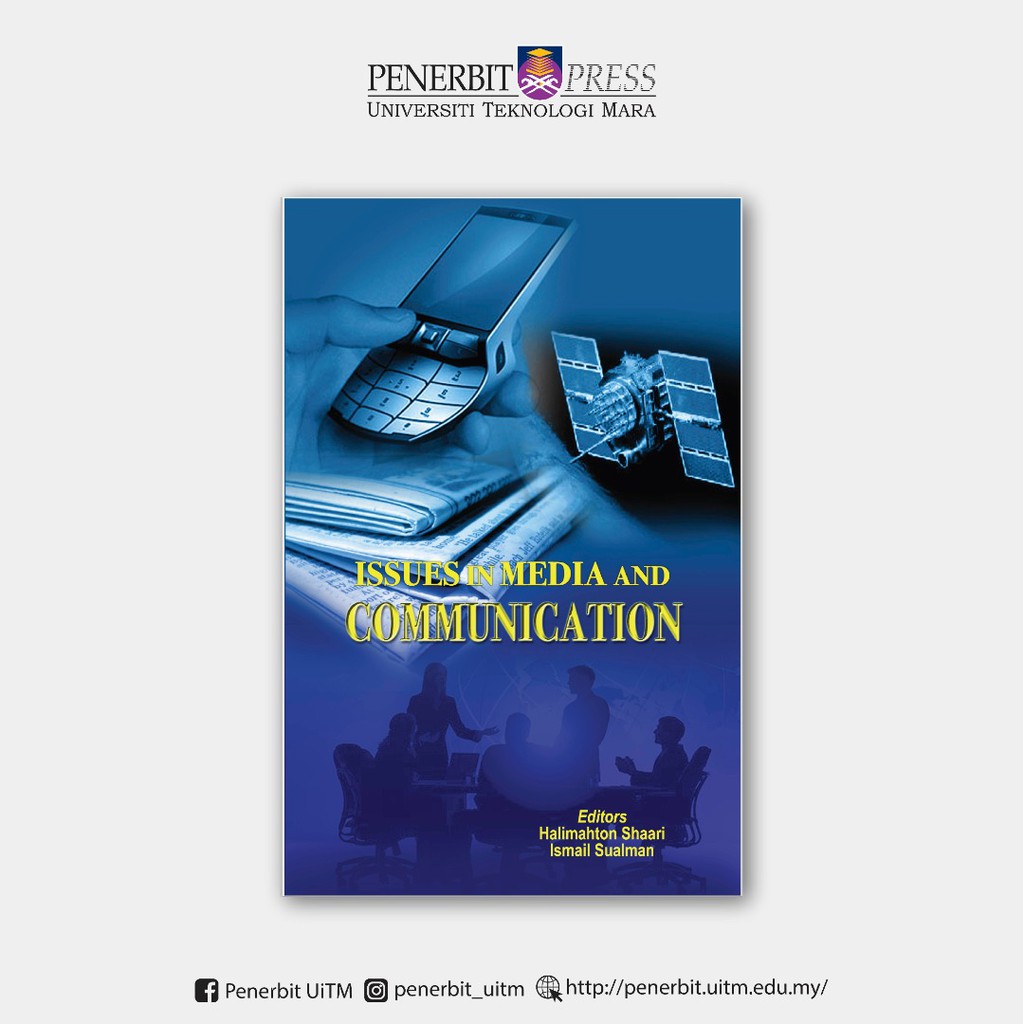 PENERBIT PRESS
UNIVERSITI TEKNOLOGI MARA
ISSUES IN MEDIA AND
COMMUNICATION
Editors
Halimahton Shaari
Ismail Sualman
Penerbit UiTM penerbit_uitm http://penerbit.uitm.edu.my/